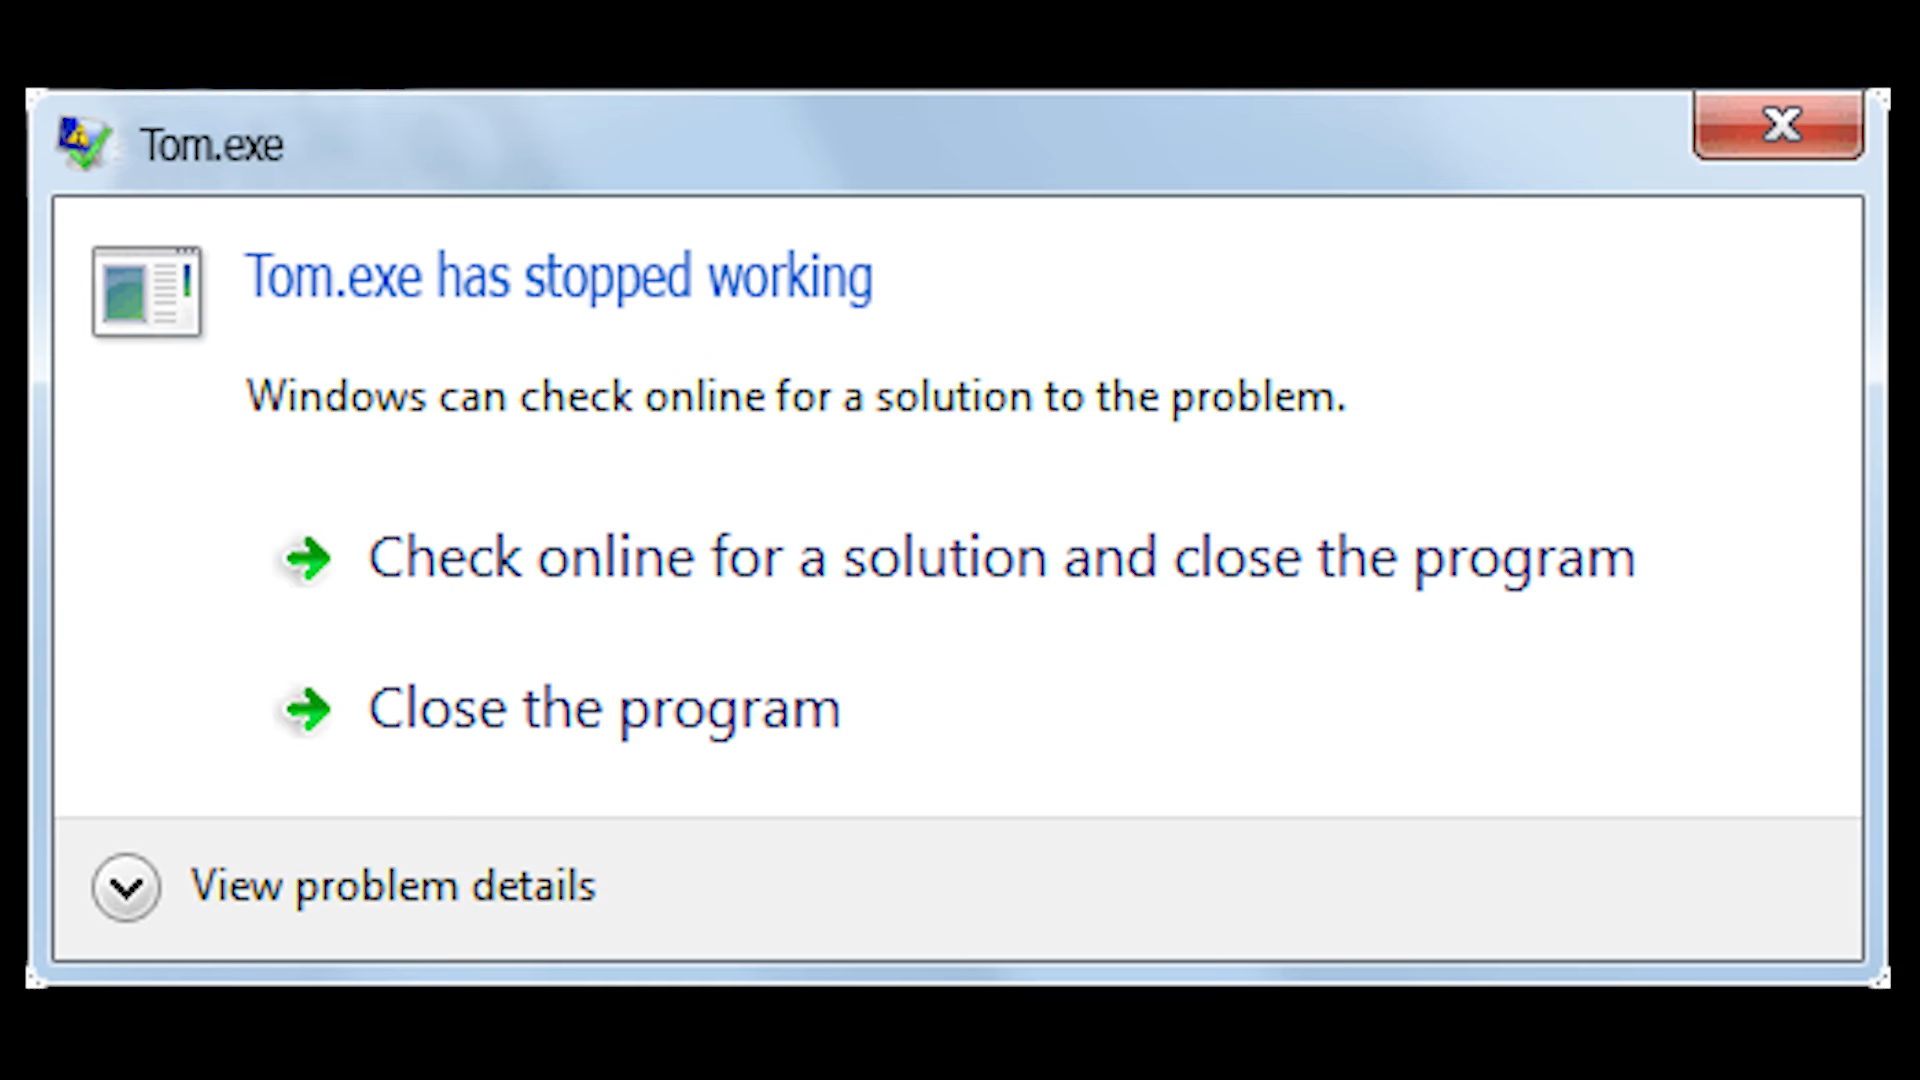 Tom.exe
Tom.exe has stopped working
Windows can check online for a solution to the problem.
Check online for a solution and close the program
Close the program
View problem details